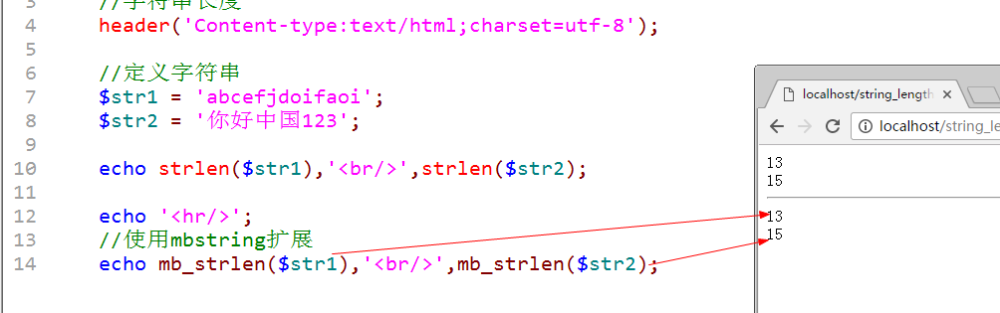 3 //字符串长度
4 header('Content-type:text/html;charset=utf-8');
5
6 //定义字符串
7 $str1 = 'abcefjdoifaoi';
8 $str2 = '你好中国123';
9
10 echo strlen($str1),'<br/>',strlen($str2);
11
12 echo '<hr/>';
13 //使用mbstring扩展
14 echo mb_strlen($str1),'<br/>',mb_strlen($str2);
localhost/string_length
localhost/string_le
13
15
13
15